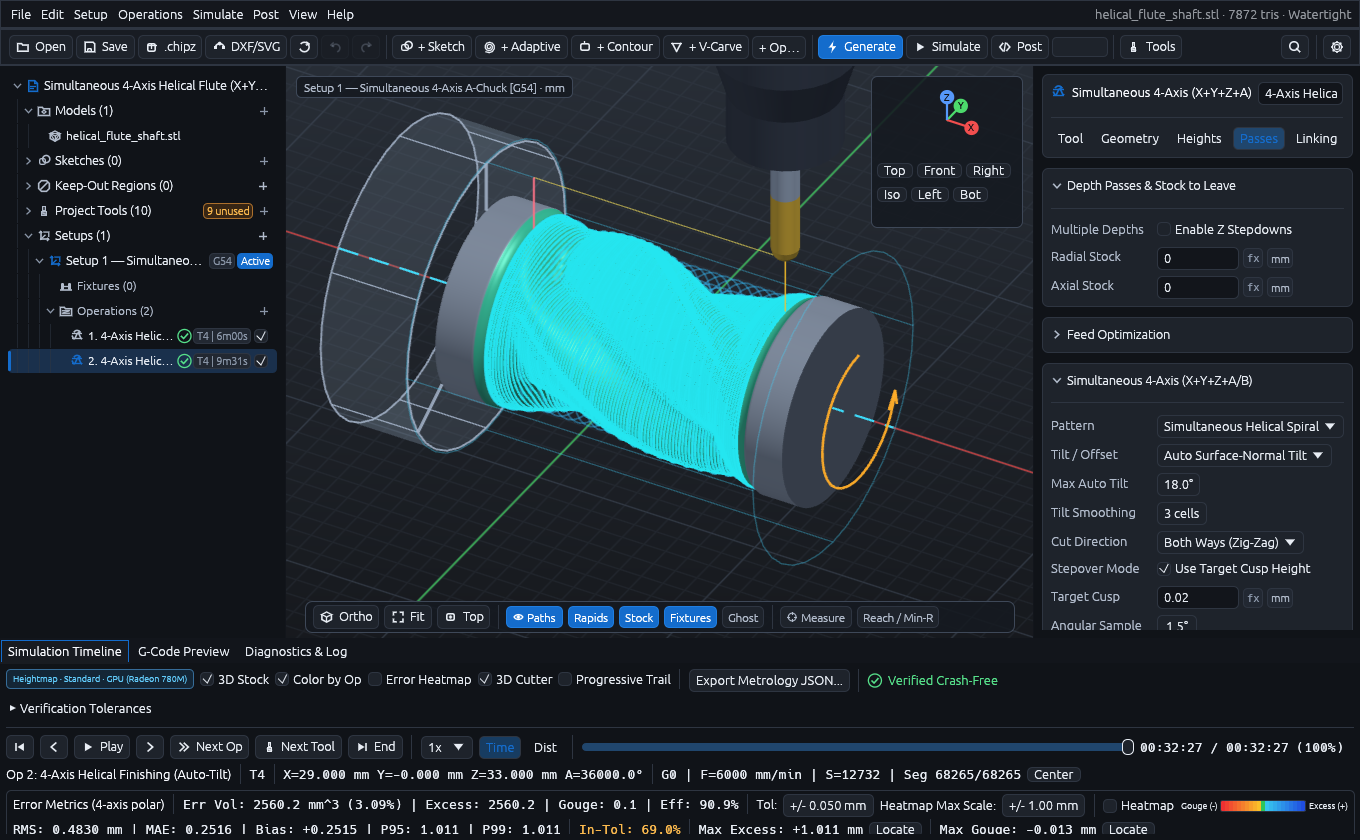 File Edit Setup Operations Simulate Post View Help
helical_flute_shaft.stl · 7872 tris · Watertight
Open Save .chipz DXF/SVG + Sketch + Adaptive + Contour + V-Carve + Op... Generate Simulate Post Tools
Simultaneous 4-Axis Helical Flute (X+Y...
Models (1) +
helical_flute_shaft.stl
Sketches (0) +
Keep-Out Regions (0) +
Project Tools (10) 9 unused +
Setups (1) +
Setup 1 — Simultaneo... G54 Active
Fixtures (0)
Operations (2) +
1. 4-Axis Helic... T4 | 6m00s
2. 4-Axis Helic... T4 | 9m31s
Setup 1 — Simultaneous 4-Axis A-Chuck [G54] · mm
Z
Y
X
Top Front Right
Iso Left Bot
Ortho Fit Top Paths Rapids Stock Fixtures Ghost Measure Reach / Min-R
Simultaneous 4-Axis (X+Y+Z+A) 4-Axis Helica
Tool Geometry Heights Passes Linking
Depth Passes & Stock to Leave
Multiple Depths Enable Z Stepdowns
Radial Stock 0 fx mm
Axial Stock 0 fx mm
Feed Optimization
Simultaneous 4-Axis (X+Y+Z+A/B)
Pattern Simultaneous Helical Spiral
Tilt / Offset Auto Surface-Normal Tilt
Max Auto Tilt 18.0°
Tilt Smoothing 3 cells
Cut Direction Both Ways (Zig-Zag)
Stepover Mode Use Target Cusp Height
Target Cusp 0.02 fx mm
Angular Sample 1.5°
Simulation Timeline G-Code Preview Diagnostics & Log
Heightmap · Standard · GPU (Radeon 780M) 3D Stock Color by Op Error Heatmap 3D Cutter Progressive Trail Export Metrology JSON... Verified Crash-Free
Verification Tolerances
Play Next Op Next Tool End 1x Time Dist 00:32:27 / 00:32:27 (100%)
Op 2: 4-Axis Helical Finishing (Auto-Tilt) T4 X=29.000 mm Y=-0.000 mm Z=33.000 mm A=36000.0° G0 | F=6000 mm/min | S=12732 | Seg 68265/68265 Center
Error Metrics (4-axis polar) Err Vol: 2560.2 mm^3 (3.09%) | Excess: 2560.2 | Gouge: 0.1 | Eff: 90.9% Tol: +/- 0.050 mm Heatmap Max Scale: +/- 1.00 mm Heatmap Gouge (-) Excess (+)
RMS: 0.4830 mm | MAE: 0.2516 | Bias: +0.2515 | P95: 1.011 | P99: 1.011 In-Tol: 69.0% Max Excess: +1.011 mm Locate Max Gouge: -0.013 mm Locate